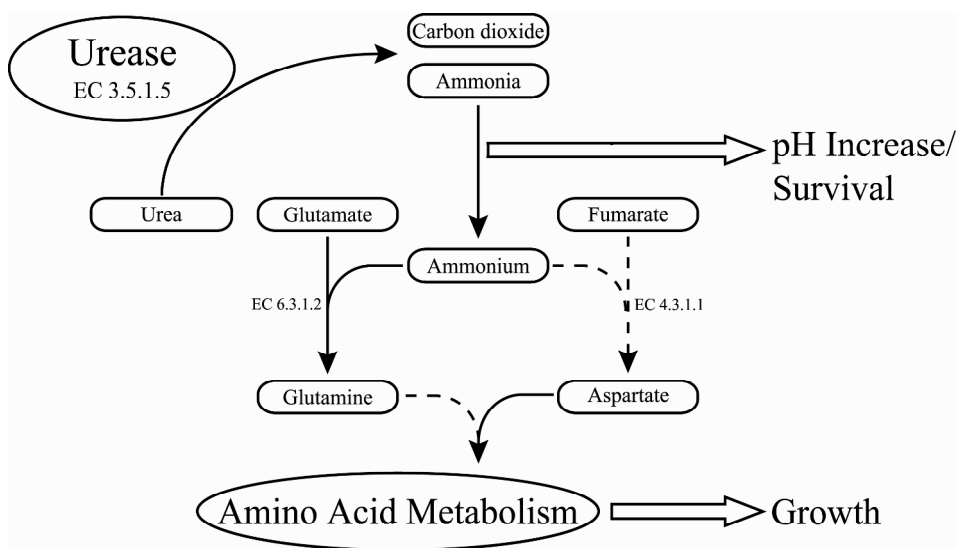 Carbon dioxide
Urease
EC 3.5.1.5
Ammonia
pH Increase/
Survival
Urea
Glutamate
Fumarate
Ammonium
EC 6.3.1.2
EC 4.3.1.1
Glutamine
Aspartate
Amino Acid Metabolism
Growth